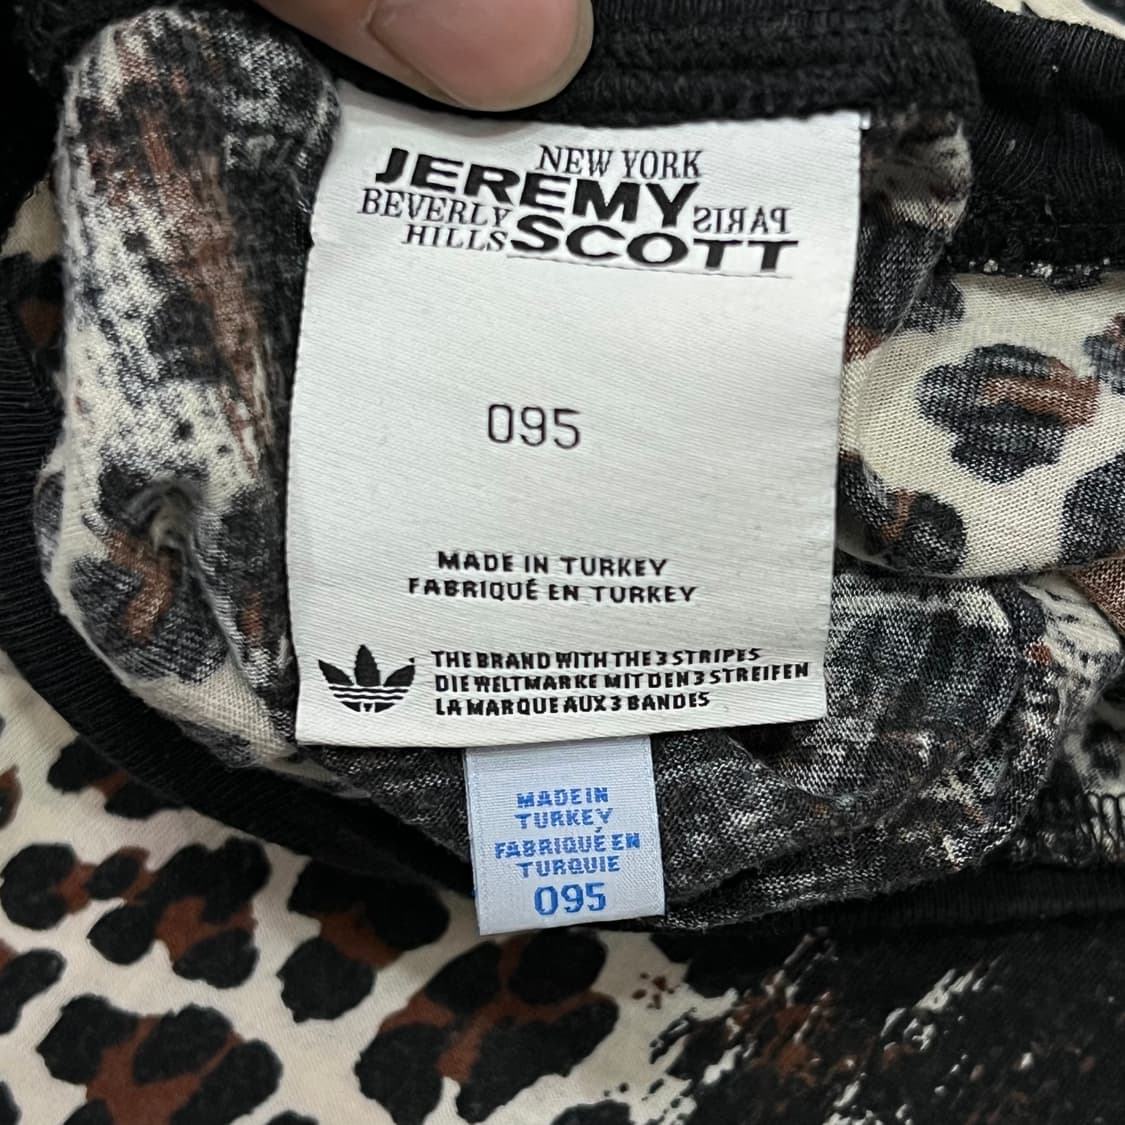 NEW YORK
JEREMY
BEVERLY
PARIS
HILLS SCOTT
095
MADE IN TURKEY
FABRIQUÉ EN TURKEY
THE BRAND WITH THE 3 STRIPES
DIE WELTMARKE MIT DEN 3 STREIFEN
LA MARQUE AUX 3 BANDES
MADE IN
TURKEY
FABRIQUÉ EN
TURQUIE
095